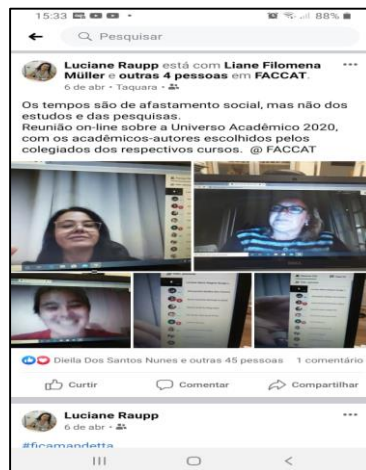 15:33
88%
Pesquisar
Luciane Raupp está com Liane Filomena
Müller e outras 4 pessoas em FACCAT.
6 de abr • Taquara •
Os tempos são de afastamento social, mas não dos
estudos e das pesquisas.
Reunião on-line sobre a Universo Acadêmico 2020,
com os acadêmicos-autores escolhidos pelos
colegiados dos respectivos cursos. @ FACCAT
Dieila Dos Santos Nunes e outras 45 pessoas
1 comentário
Curtir
Comentar
Compartilhar
Luciane Raupp
6 de abr •
#ficamandetta